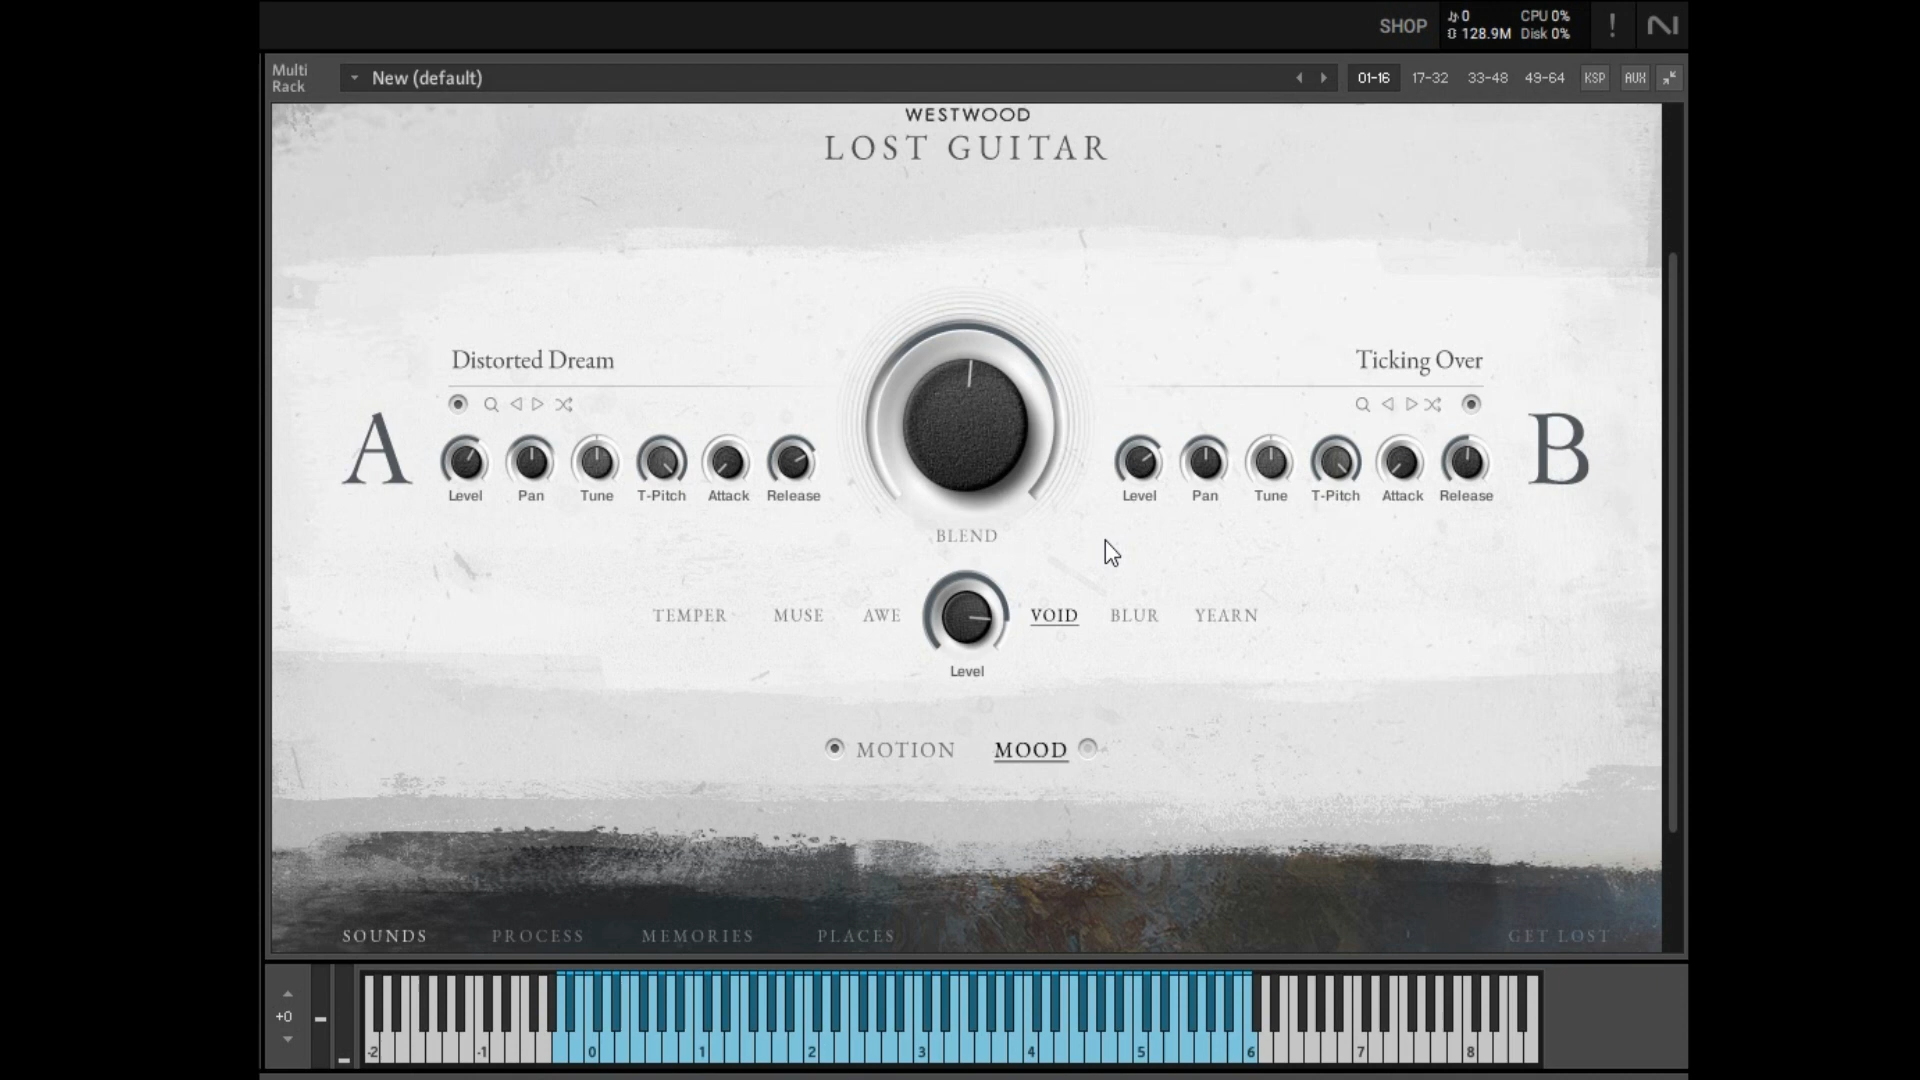 SHOP
0 CPU 0%
128.9M Disk 0%
!
Multi
Rack
New (default)
01-16 17-32 33-48 49-64 KSP AUX
WESTWOOD
LOST GUITAR
Distorted Dream
Ticking Over
A
Level Pan Tune T-Pitch Attack Release
Level Pan Tune T-Pitch Attack Release
B
BLEND
TEMPER MUSE AWE VOID BLUR YEARN
Level
MOTION MOOD
SOUNDS PROCESS MEMORIES PLACES GET LOST
+0
-2 -1 0 1 2 3 4 5 6 7 8